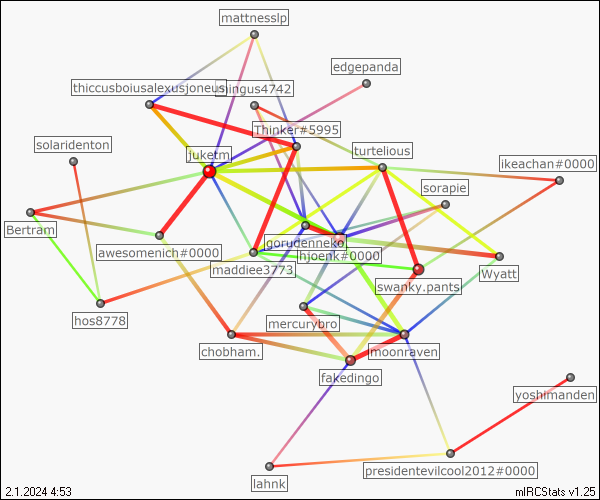 mattnesslp
edgepanda
thiccusboiusalexusjoneus
mingus4742
Thinker#5995
solaridenton
juketm
turtelious
ikeachan#0000
sorapie
Bertram
awesomenich#0000
gorudenneko
hjoenk#0000
maddiee3773
Wyatt
swanky.pants
hos8778
mercurybro
chobham.
moonraven
fakedingo
yoshimanden
lahnk
presidentevilcool2012#0000
2.1.2024 4:53
mIRCStats v1.25